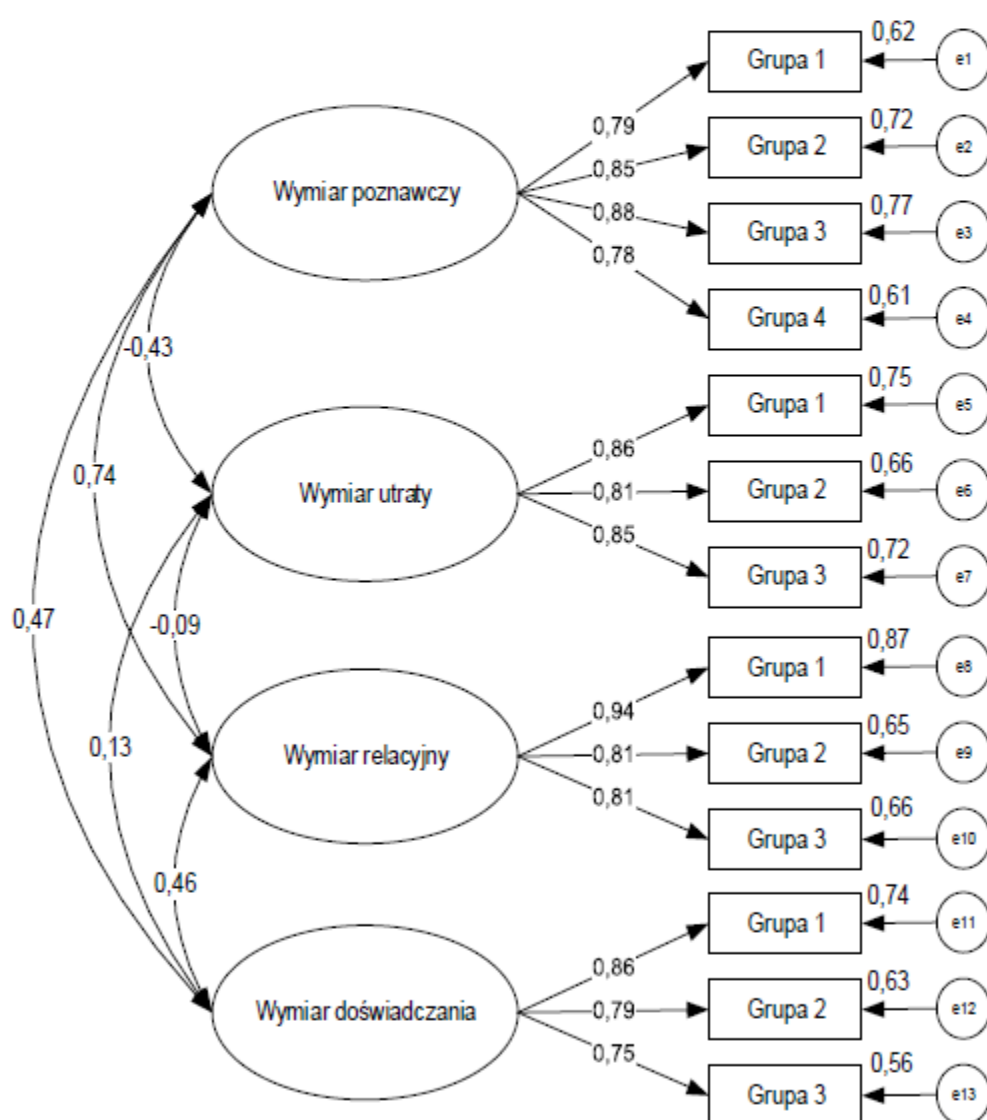 0,62
Grupa 1
e1
0,79
0,72
Grupa 2
e2
0,85
Wymiar poznawczy
0,77
Grupa 3
e3
0,88
0,78
0,61
Grupa 4
e4
-0,43
0,75
Grupa 1
e5
0,86
0,74
0,66
Wymiar utraty
0,81
Grupa 2
e6
0,85
0,72
Grupa 3
e7
0,47
-0,09
0,87
Grupa 1
e8
0,94
0,13
0,65
Wymiar relacyjny
0,81
Grupa 2
e9
0,81
0,66
Grupa 3
e10
0,46
0,74
Grupa 1
e11
0,86
0,63
Wymiar doświadczania
0,79
Grupa 2
e12
0,75
0,56
Grupa 3
e13